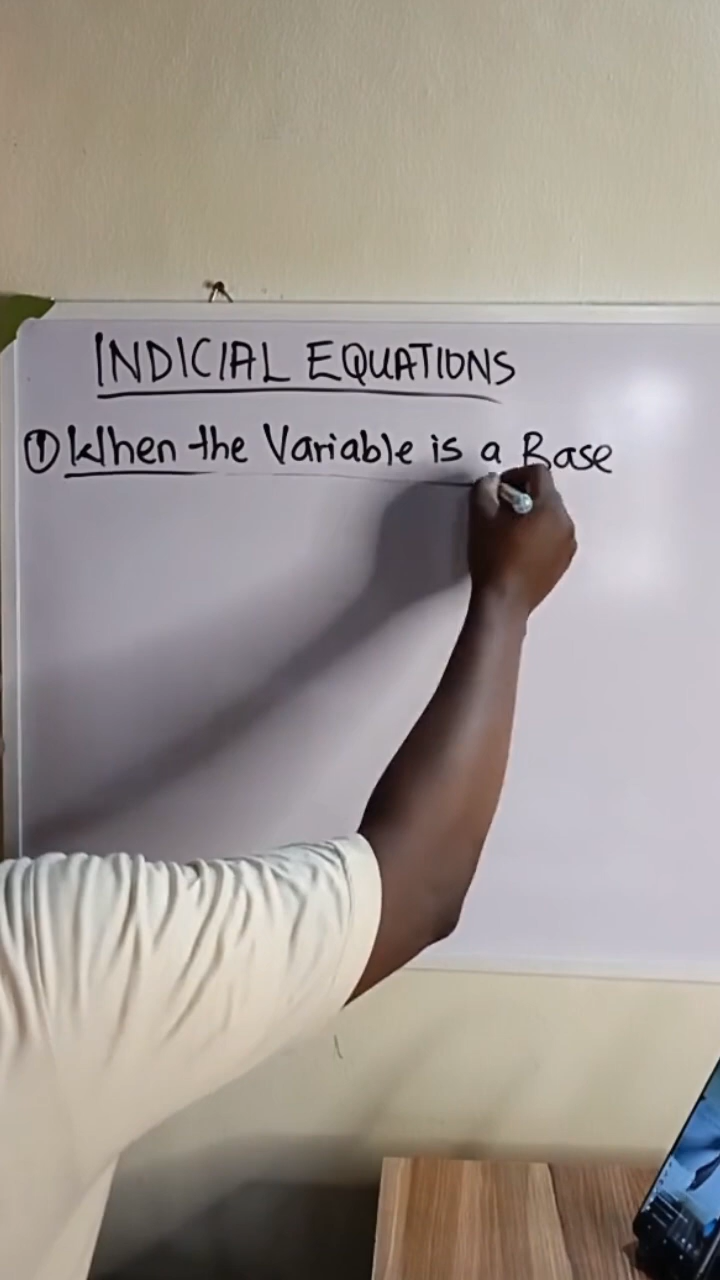 INDICIAL EQUATIONS
① When the Variable is a Base